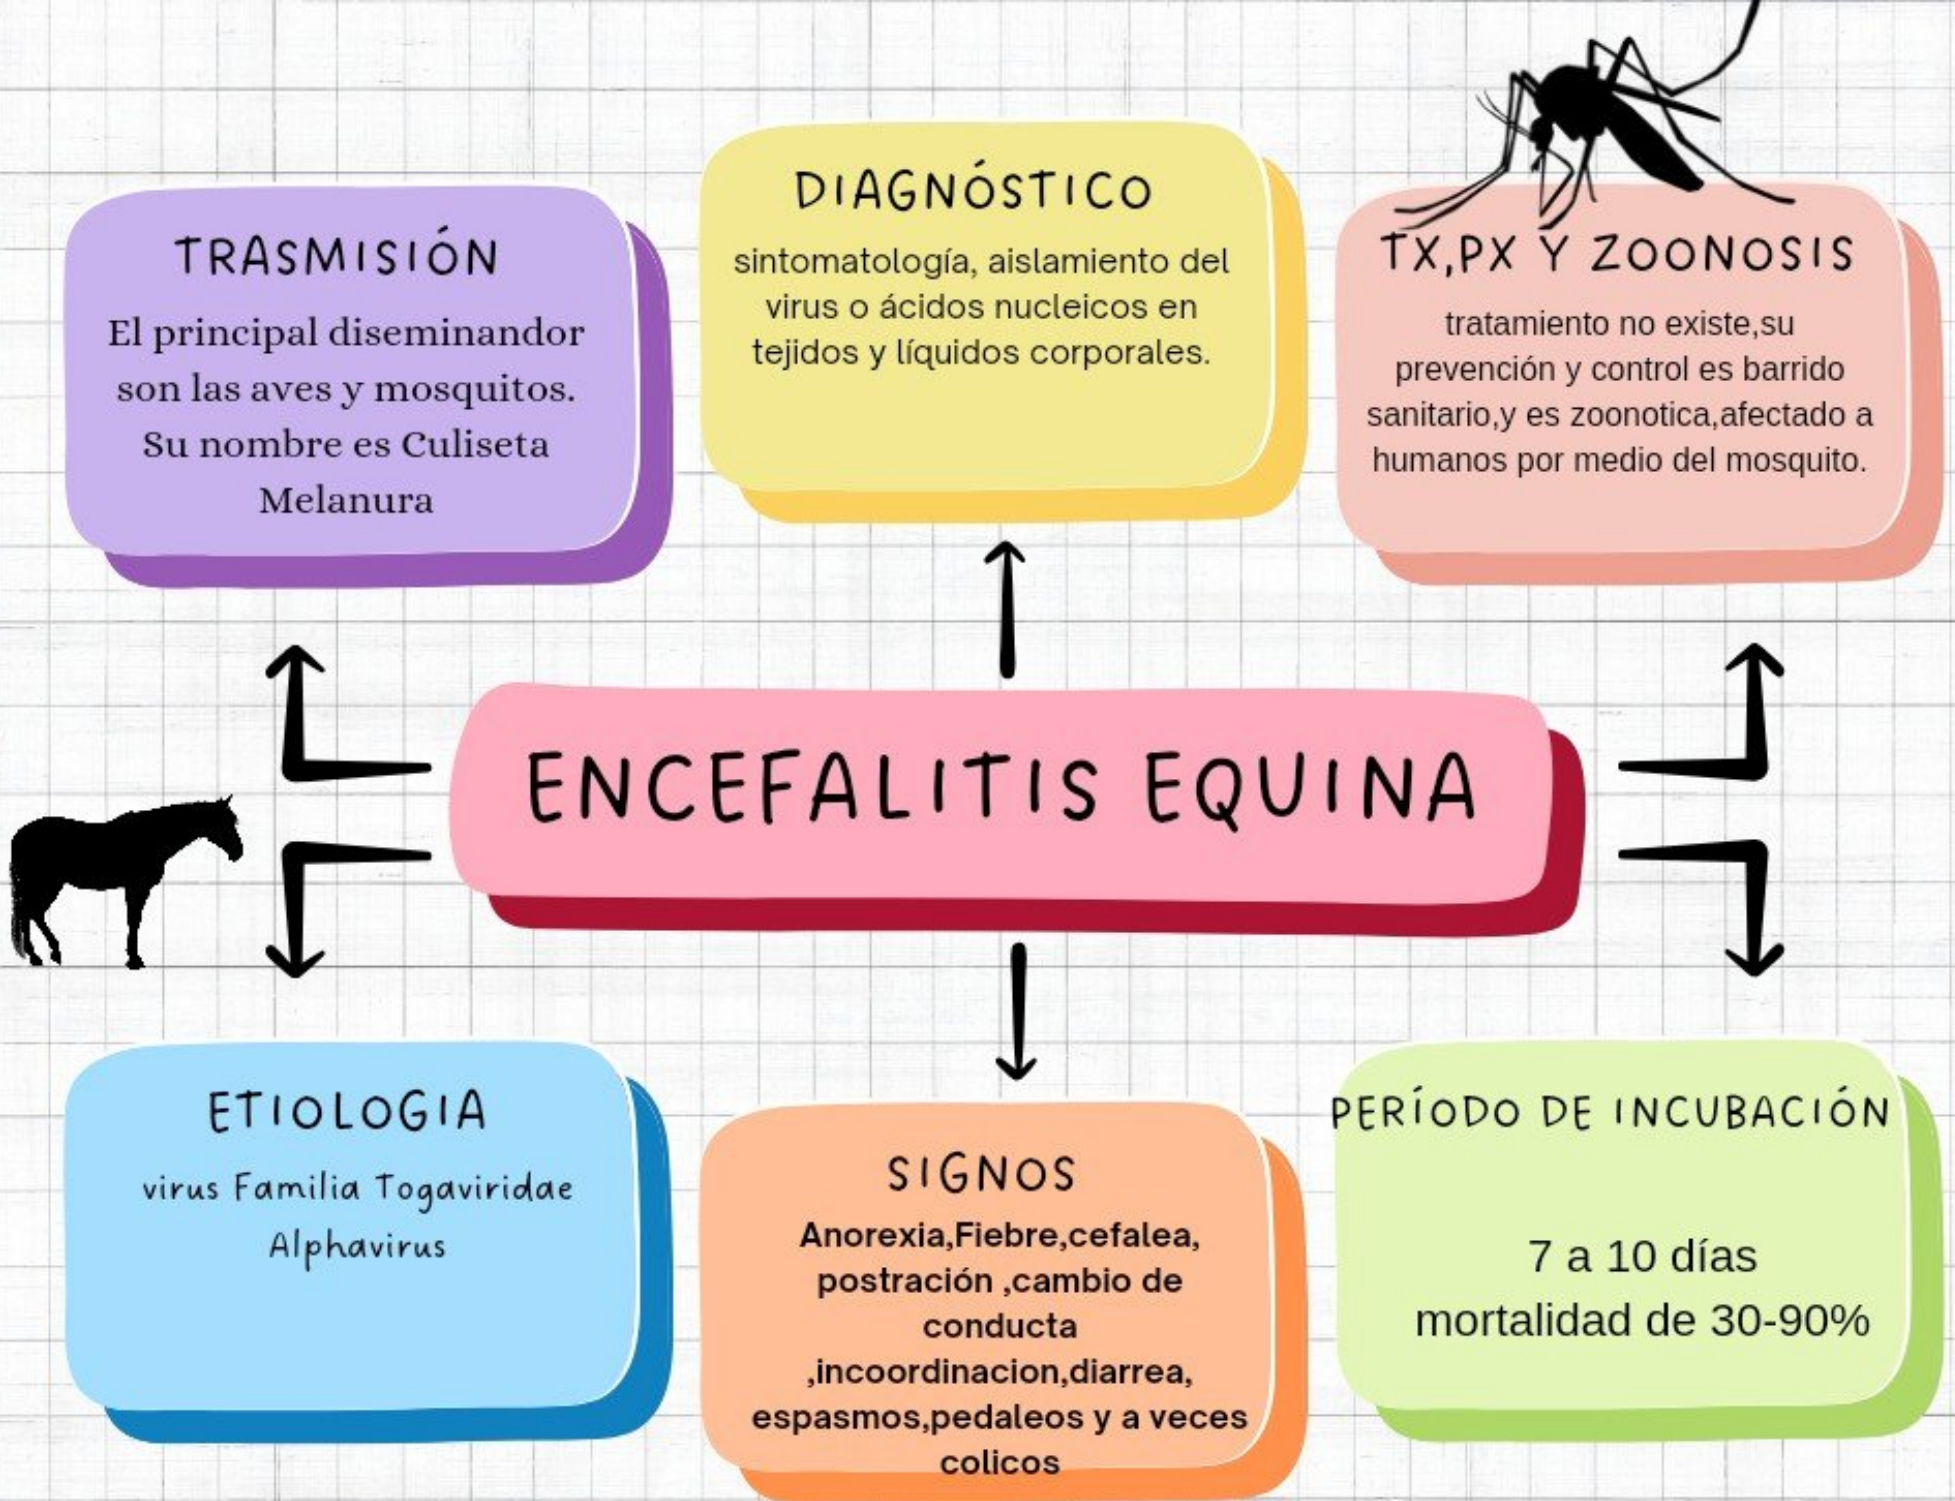 TRASMISIÓN
El principal diseminandor
son las aves y mosquitos.
Su nombre es Culiseta
Melanura
DIAGNÓSTICO
sintomatología, aislamiento del
virus o ácidos nucleicos en
tejidos y líquidos corporales.
TX,PX Y ZOONOSIS
tratamiento no existe,su
prevención y control es barrido
sanitario,y es zoonotica,afectado a
humanos por medio del mosquito.
ENCEFALITIS EQUINA
ETIOLOGIA
virus Familia Togaviridae
Alphavirus
SIGNOS
Anorexia,Fiebre,cefalea,
postración ,cambio de
conducta
,incoordinacion,diarrea,
espasmos,pedaleos y a veces
colicos
PERÍODO DE INCUBACIÓN
7 a 10 días
mortalidad de 30-90%